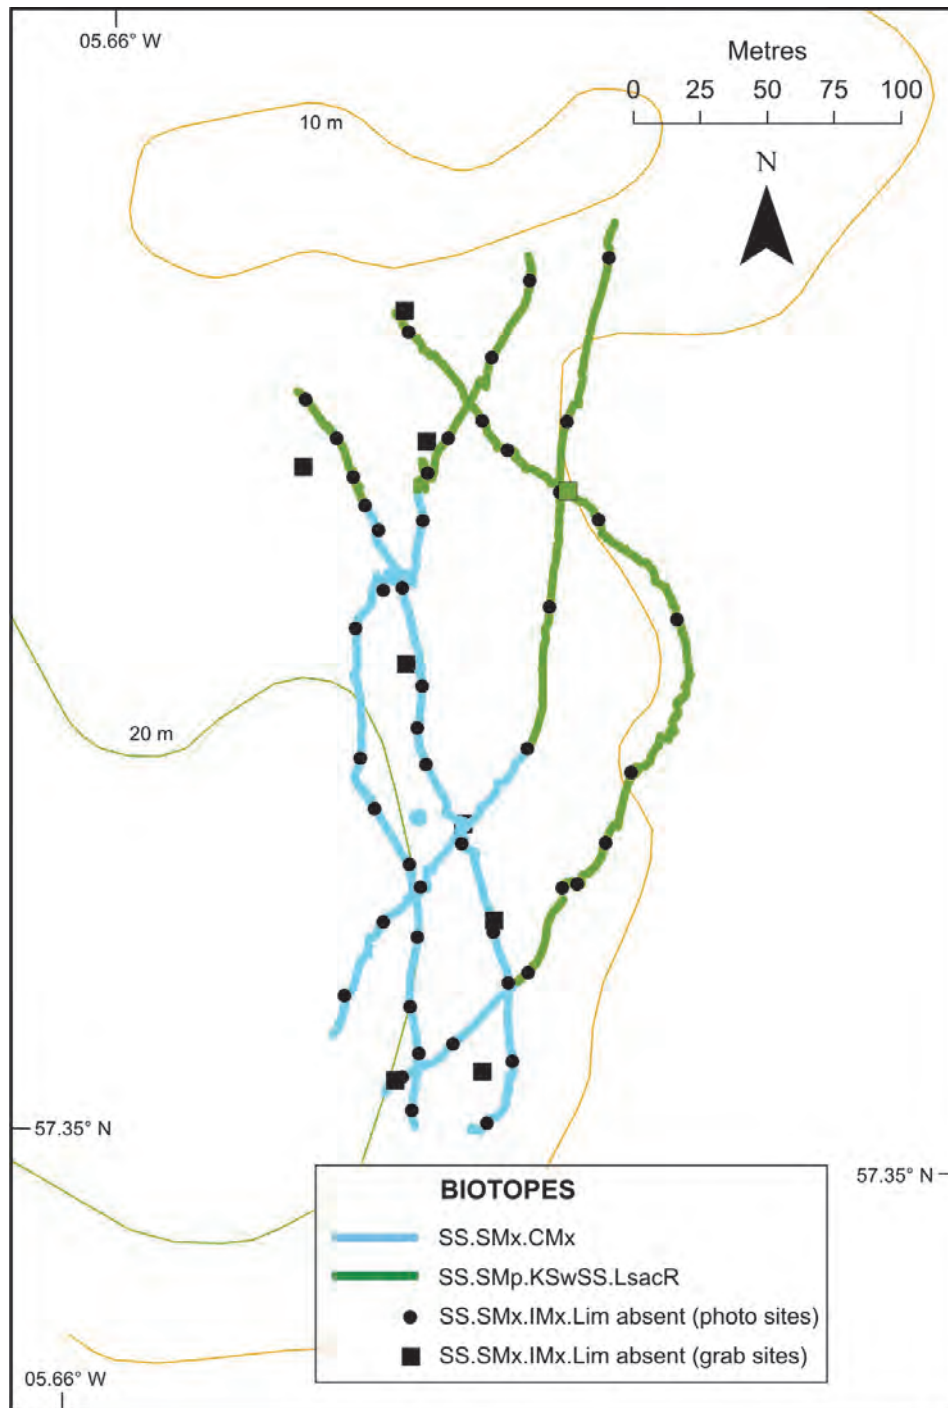 05.66° W
Metres
0 25 50 75 100
10 m
N
20 m
57.35° N
57.35° N
BIOTOPES
SS.SMx.CMx
SS.SMp.KSwSS.LsacR
SS.SMx.IMx.Lim absent (photo sites)
SS.SMx.IMx.Lim absent (grab sites)
05.66° W